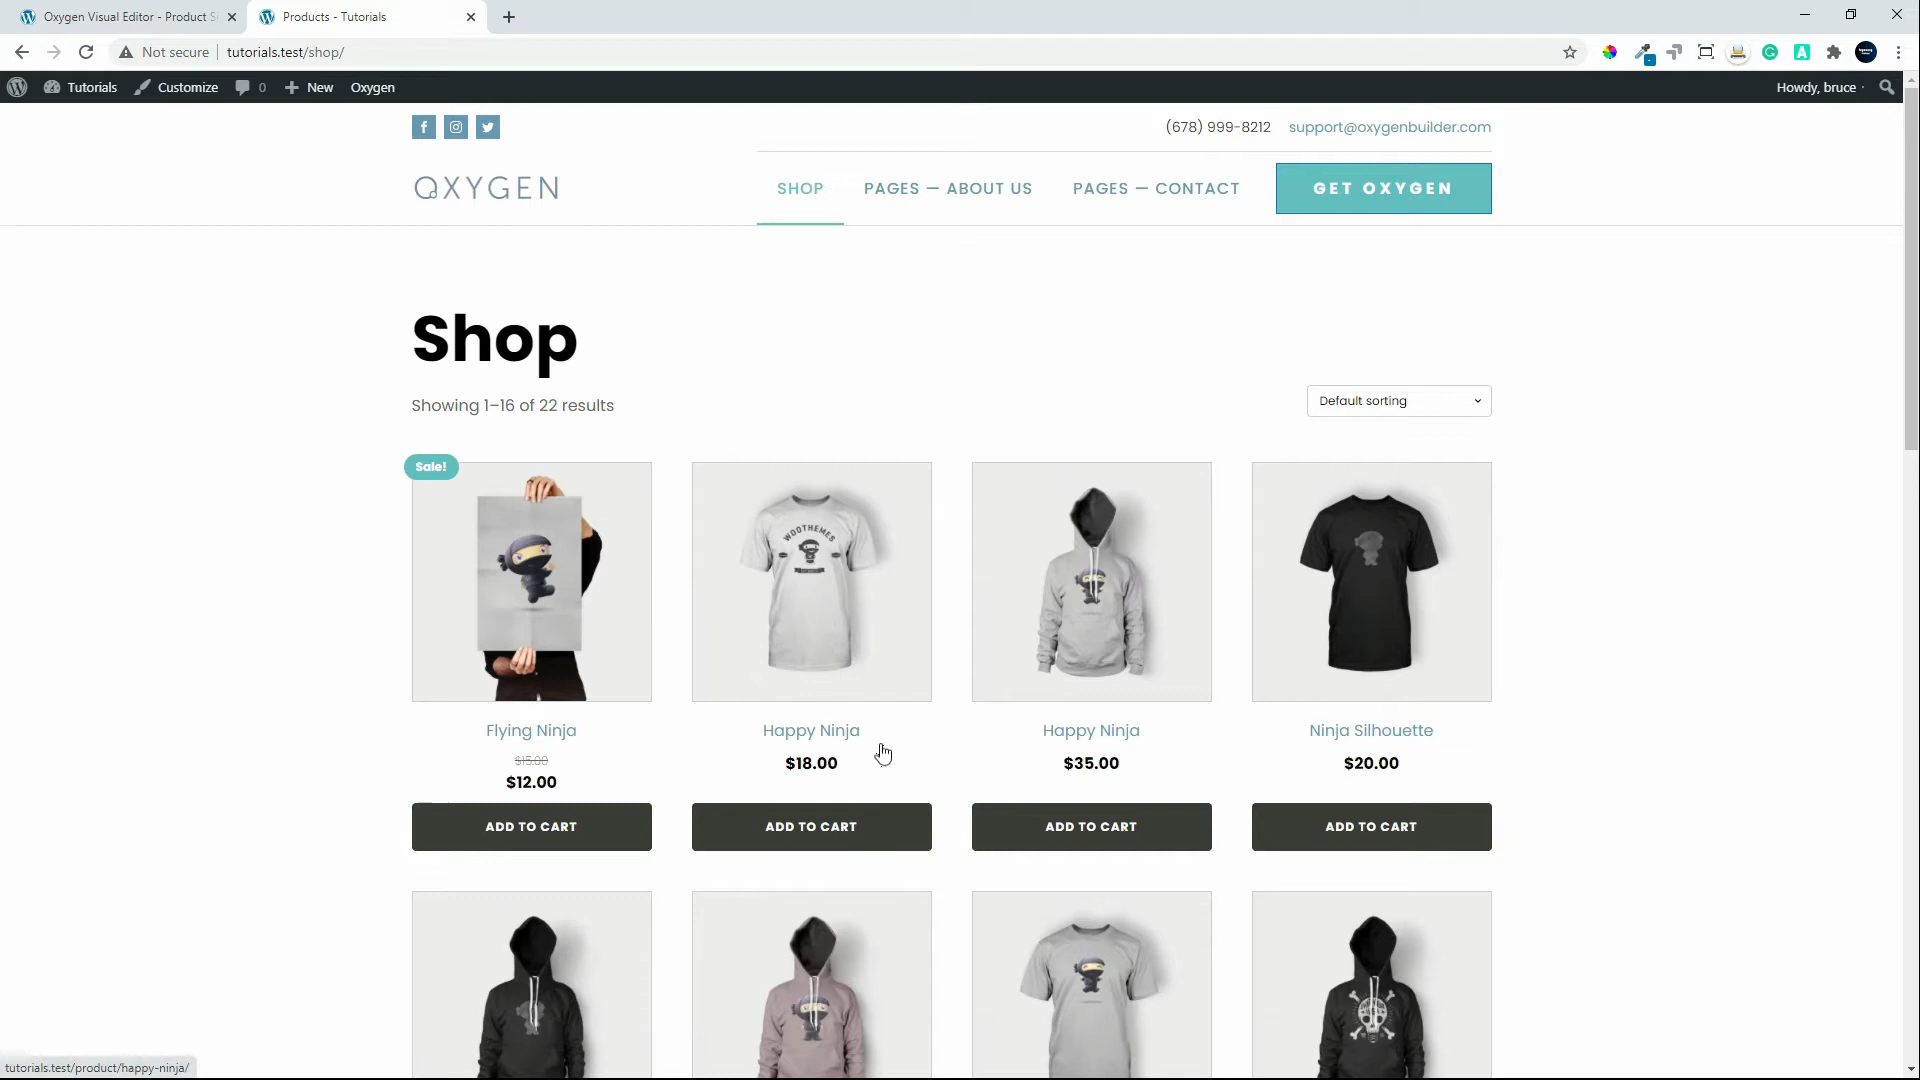 Oxygen Visual Editor - Product S
Products - Tutorials
Not secure
tutorials.test/shop/
Tutorials
Customize
0
New
Oxygen
Howdy, bruce
(678) 999-8212
support@oxygenbuilder.com
OXYGEN
SHOP
PAGES — ABOUT US
PAGES — CONTACT
GET OXYGEN
Shop
Showing 1–16 of 22 results
Default sorting
Sale!
WOOTHEMES
Flying Ninja
Happy Ninja
Happy Ninja
Ninja Silhouette
$15.00
$12.00
$18.00
$35.00
$20.00
ADD TO CART
ADD TO CART
ADD TO CART
ADD TO CART
tutorials.test/product/happy-ninja/